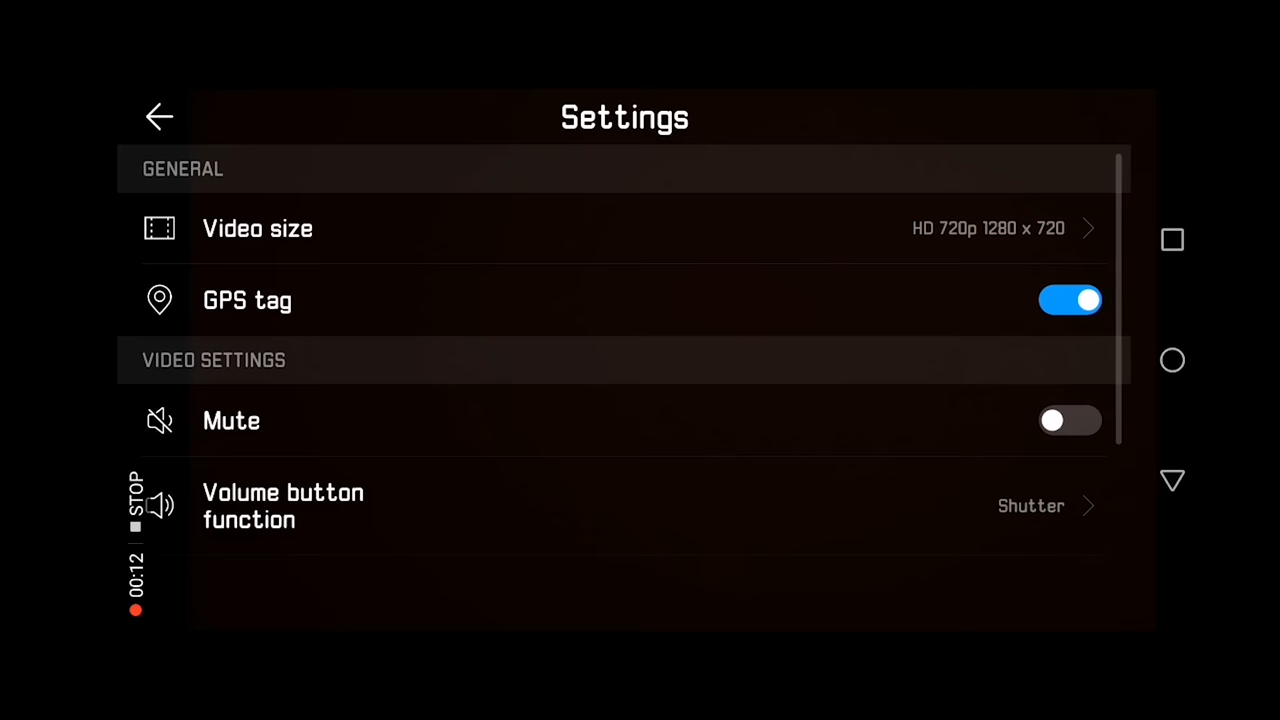 Settings
GENERAL
Video size
HD 720p 1280 x 720
GPS tag
VIDEO SETTINGS
Mute
Volume button
function
Shutter
STOP
00:12